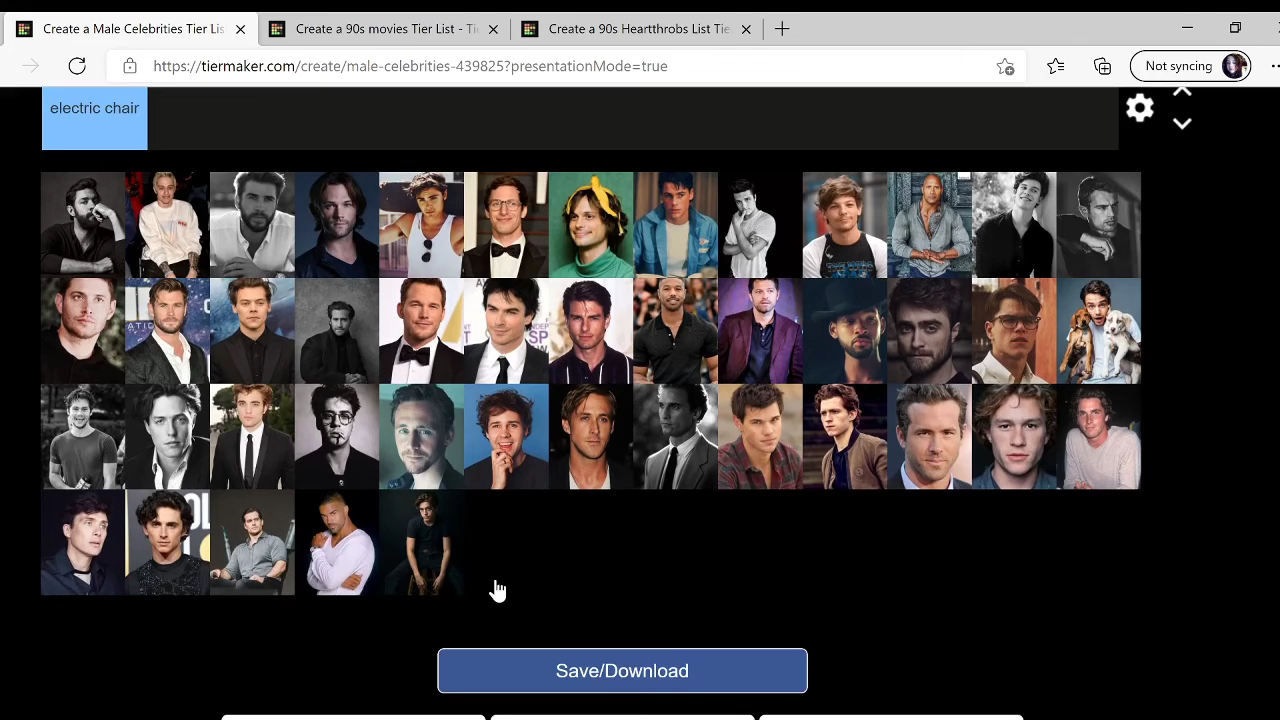 Create a Male Celebrities Tier Lis
Create a 90s movies Tier List - Tie
Create a 90s Heartthrobs List Tie
https://tiermaker.com/create/male-celebrities-439825?presentationMode=true
Not syncing
electric chair
Save/Download